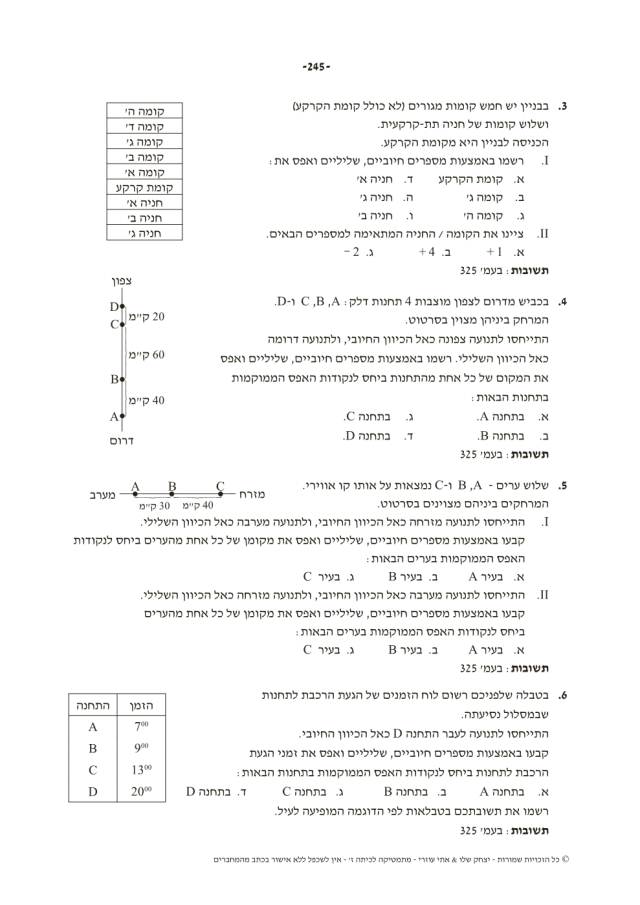 -245-
3. בבניין יש חמש קומות מגורים (לא כולל קומת הקרקע)
ושלוש קומות של חניה תת-קרקעית.
הכניסה לבניין היא מקומת הקרקע.
I. רשמו באמצעות מספרים חיוביים, שליליים ואפס את :
א. קומת הקרקע ד. חניה א׳
ב. קומה ג׳ ה. חניה ג׳
ג. קומה ה׳ ו. חניה ב׳
II. ציינו את הקומה / החניה המתאימה למספרים הבאים.
א. +1 ב. +4 ג. −2
תשובות : בעמ׳ 325
קומה ה׳
קומה ד׳
קומה ג׳
קומה ב׳
קומה א׳
קומת קרקע
חניה א׳
חניה ב׳
חניה ג׳
4. בכביש מדרום לצפון מוצבות 4 תחנות דלק : C ,B ,A ו-D.
המרחק ביניהן מצוין בסרטוט.
התייחסו לתנועה צפונה כאל הכיוון החיובי, ולתנועה דרומה
כאל הכיוון השלילי. רשמו באמצעות מספרים חיוביים, שליליים ואפס
את המקום של כל אחת מהתחנות ביחס לנקודות האפס הממוקמות
בתחנות הבאות :
א. בתחנה A. ג. בתחנה C.
ב. בתחנה B. ד. בתחנה D.
תשובות : בעמ׳ 325
צפון
D
20 ק״מ
C
60 ק״מ
B
40 ק״מ
A
דרום
5. שלוש ערים - B ,A ו-C נמצאות על אותו קו אווירי.
המרחקים ביניהם מצוינים בסרטוט.
מזרח C B A מערב
40 ק״מ 30 ק״מ
I. התייחסו לתנועה מזרחה כאל הכיוון החיובי, ולתנועה מערבה כאל הכיוון השלילי.
קבעו באמצעות מספרים חיוביים, שליליים ואפס את מקומן של כל אחת מהערים ביחס לנקודות
האפס הממוקמות בערים הבאות :
א. בעיר A ב. בעיר B ג. בעיר C
II. התייחסו לתנועה מערבה כאל הכיוון החיובי, ולתנועה מזרחה כאל הכיוון השלילי.
קבעו באמצעות מספרים חיוביים, שליליים ואפס את מקומן של כל אחת מהערים
ביחס לנקודות האפס הממוקמות בערים הבאות :
א. בעיר A ב. בעיר B ג. בעיר C
תשובות : בעמ׳ 325
6. בטבלה שלפניכם רשום לוח הזמנים של הגעת הרכבת לתחנות
שבמסלול נסיעתה.
התייחסו לתנועה לעבר התחנה D כאל הכיוון החיובי.
קבעו באמצעות מספרים חיוביים, שליליים ואפס את זמני הגעת
הרכבת לתחנות ביחס לנקודות האפס הממוקמות בתחנות הבאות :
א. בתחנה A ב. בתחנה B ג. בתחנה C ד. בתחנה D
רשמו את תשובתכם בטבלאות לפי הדוגמה המופיעה לעיל.
תשובות : בעמ׳ 325
הזמן התחנה
A 7⁰⁰
B 9⁰⁰
C 13⁰⁰
D 20⁰⁰
© כל הזכויות שמורות - יצחק שלו & אתי עוזרי - מתמטיקה לכיתה ז׳ - אין לשכפל ללא אישור בכתב מהמחברים